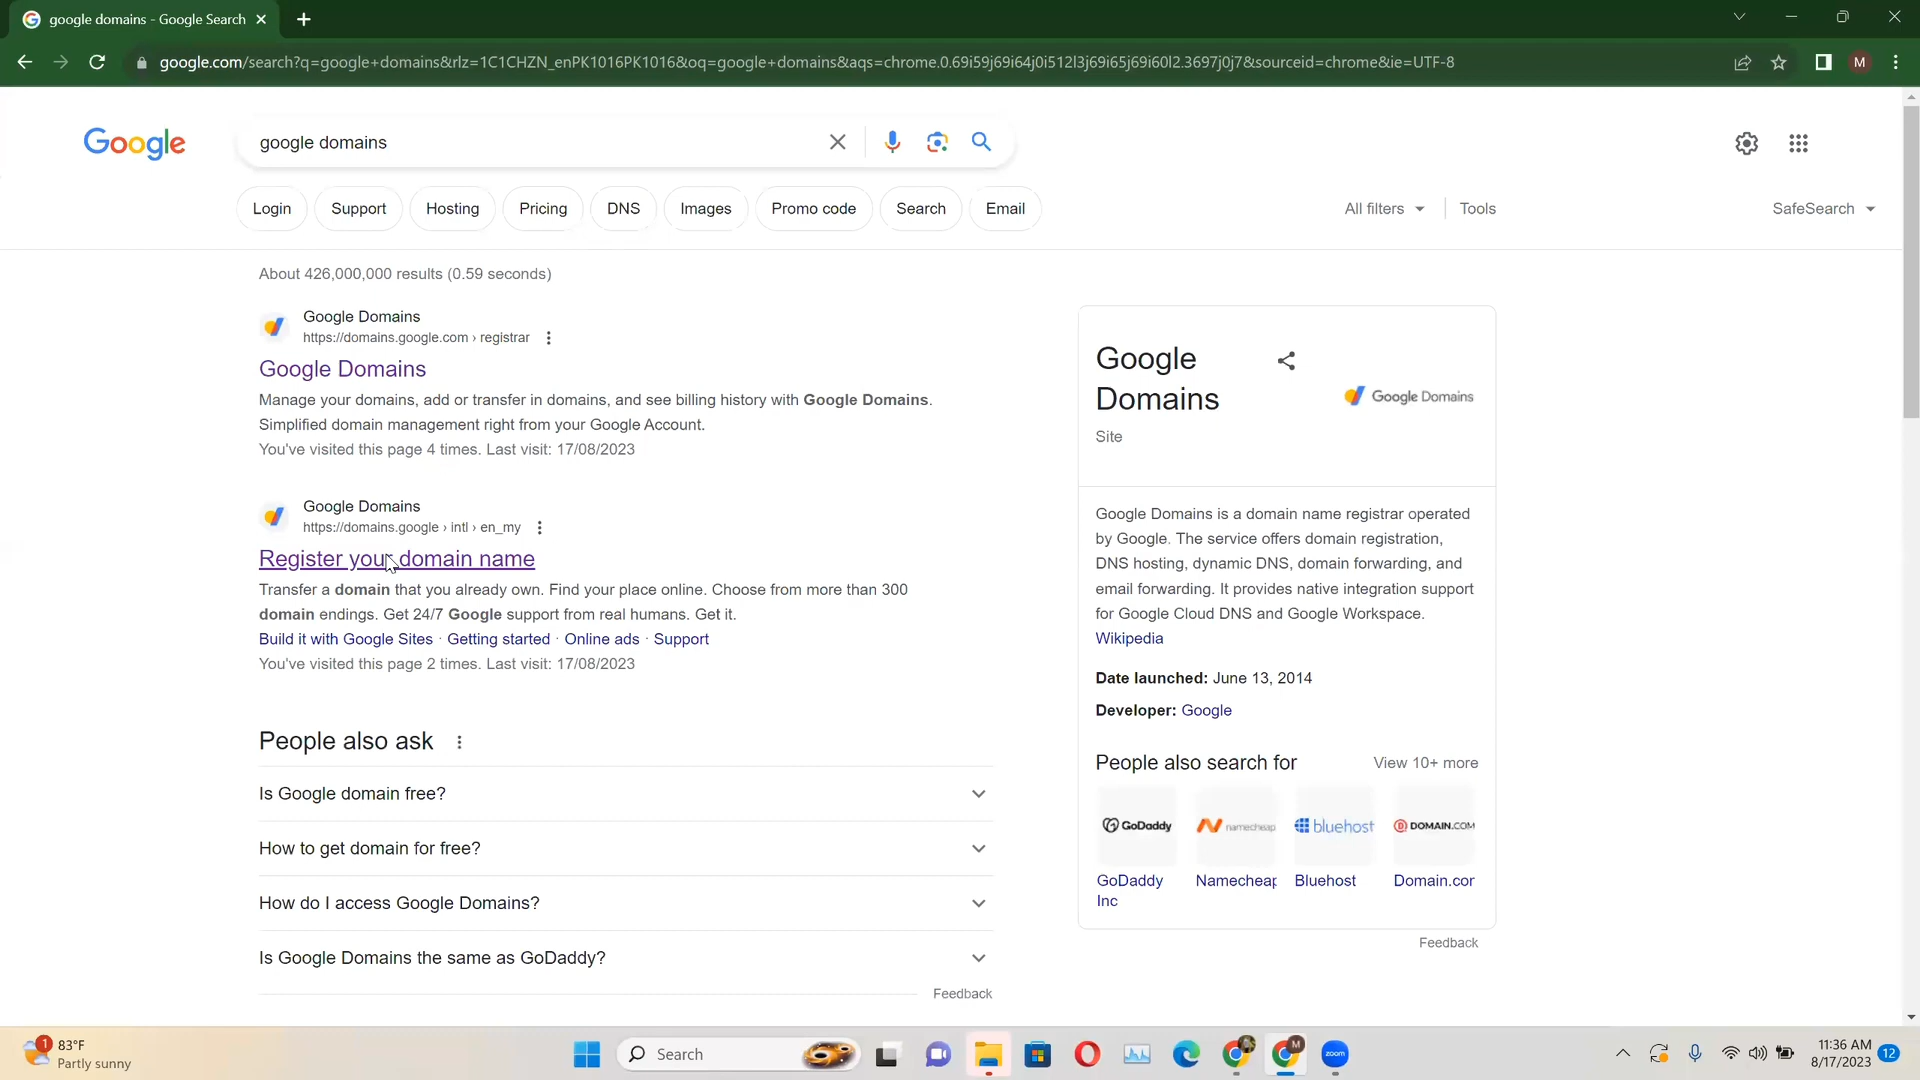 google domains - Google Search
google.com/search?q=google+domains&rlz=1C1CHZN_enPK1016PK1016&oq=google+domains&aqs=chrome.0.69i59j69i64j0i512l3j69i65j69i60l2.3697j0j7&sourceid=chrome&ie=UTF-8
M
Google
google domains
Login
Support
Hosting
Pricing
DNS
Images
Promo code
Search
Email
All filters
Tools
SafeSearch
About 426,000,000 results (0.59 seconds)
Google Domains
https://domains.google.com › registrar
Google Domains
Manage your domains, add or transfer in domains, and see billing history with Google Domains.
Simplified domain management right from your Google Account.
You've visited this page 4 times. Last visit: 17/08/2023
Google Domains
https://domains.google › intl › en_my
Register your domain name
Transfer a domain that you already own. Find your place online. Choose from more than 300
domain endings. Get 24/7 Google support from real humans. Get it.
Build it with Google Sites · Getting started · Online ads · Support
You've visited this page 2 times. Last visit: 17/08/2023
People also ask
Is Google domain free?
How to get domain for free?
How do I access Google Domains?
Is Google Domains the same as GoDaddy?
Feedback
Google
Domains
Google Domains
Site
Google Domains is a domain name registrar operated
by Google. The service offers domain registration,
DNS hosting, dynamic DNS, domain forwarding, and
email forwarding. It provides native integration support
for Google Cloud DNS and Google Workspace.
Wikipedia
Date launched: June 13, 2014
Developer: Google
People also search for
View 10+ more
GoDaddy
namecheap
bluehost
DOMAIN.COM
GoDaddy
Inc
Namecheap
Bluehost
Domain.cor
Feedback
1
83°F
Partly sunny
Search
M
zoom
11:36 AM
8/17/2023
12